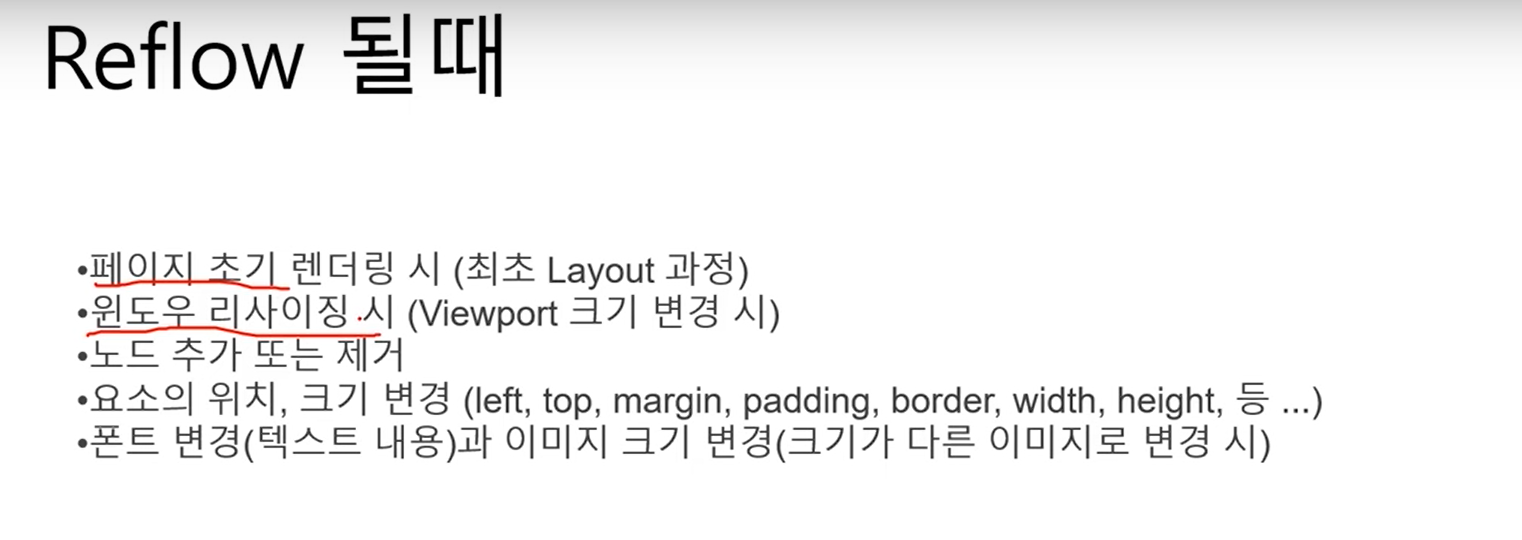 Reflow 될때
•페이지 초기 렌더링 시 (최초 Layout 과정)
•윈도우 리사이징 시 (Viewport 크기 변경 시)
•노드 추가 또는 제거
•요소의 위치, 크기 변경 (left, top, margin, padding, border, width, height, 등 ...)
•폰트 변경(텍스트 내용)과 이미지 크기 변경(크기가 다른 이미지로 변경 시)